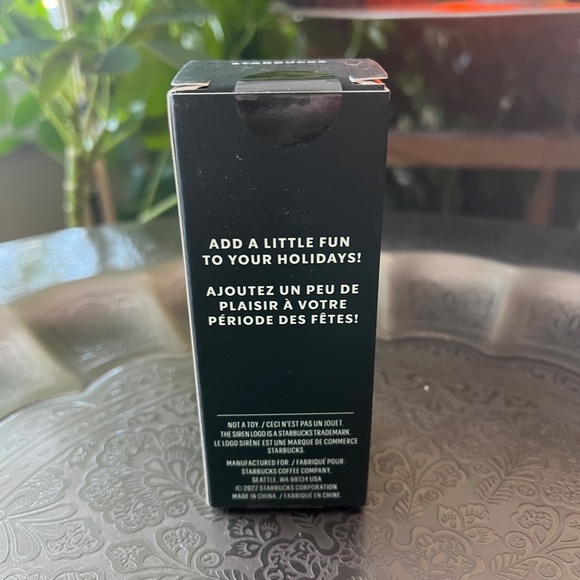 STARBUCKS
ADD A LITTLE FUN
TO YOUR HOLIDAYS!
AJOUTEZ UN PEU DE
PLAISIR À VOTRE
PÉRIODE DES FÊTES!
NOT A TOY. / CECI N'EST PAS UN JOUET.
THE SIREN LOGO IS A STARBUCKS TRADEMARK.
LE LOGO SIRÈNE EST UNE MARQUE DE COMMERCE
STARBUCKS.
MANUFACTURED FOR: / FABRIQUÉ POUR :
STARBUCKS COFFEE COMPANY,
SEATTLE, WA 98134 USA
© 2022 STARBUCKS CORPORATION.
MADE IN CHINA. / FABRIQUÉ EN CHINE.